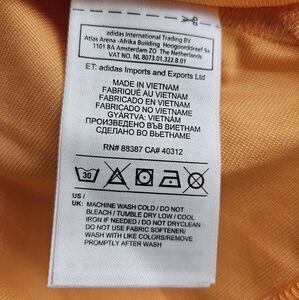 adidas International Trading BV
Atlas Arena -Afrika Building Hoogoorddreef 9a
1101 BA Amsterdam ZO The Netherlands
VAT NO. NL 8073.01.322.B.01
ET: adidas Imports and Exports Ltd
MADE IN VIETNAM
FABRIQUÉ AU VIETNAM
FABRICADO EN VIETNAM
FABRICADO NO VIETNAME
GYÁRTVA: VIETNÁM
ПРОИЗВЕДЕНО ВЪВ ВИЕТНАМ
СДЕЛАНО ВО ВЬЕТНАМЕ
RN# 88387 CA# 40312
30
US /
UK: MACHINE WASH COLD / DO NOT
BLEACH / TUMBLE DRY LOW / COOL
IRON IF NEEDED / DO NOT DRYCLEAN
DO NOT USE FABRIC SOFTENER/
WASH WITH LIKE COLORS/REMOVE
PROMPTLY AFTER WASH